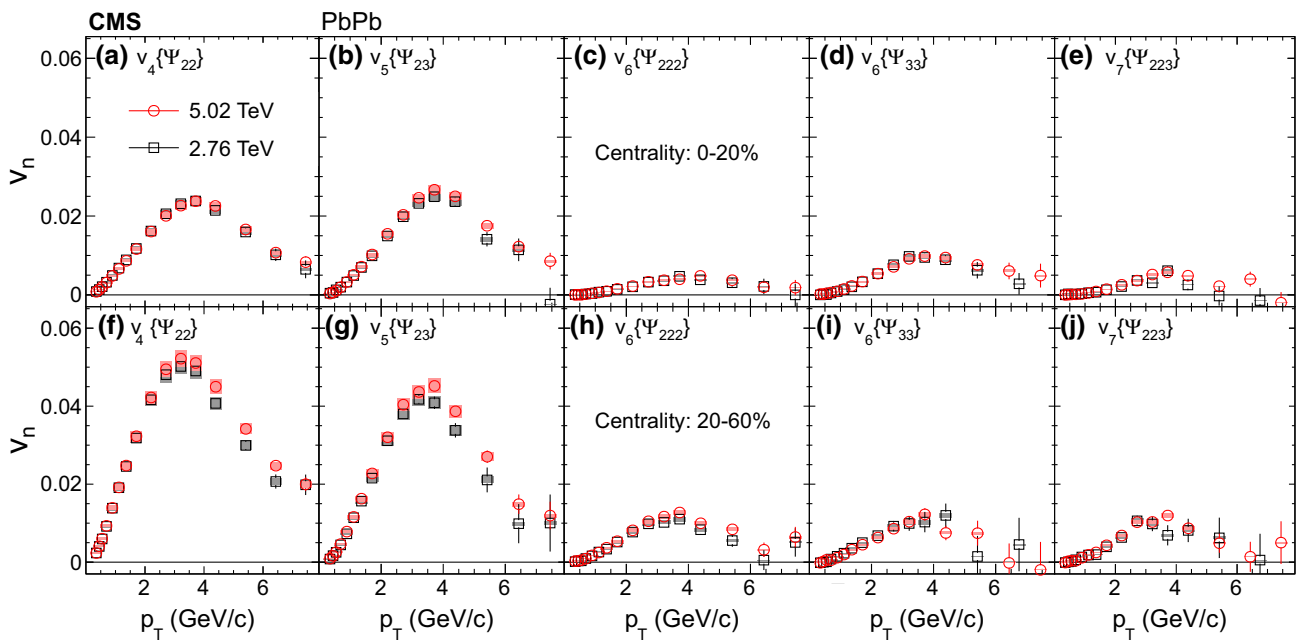 CMS PbPb
(a) v4{Ψ22} (b) v5{Ψ23} (c) v6{Ψ222} (d) v6{Ψ33} (e) v7{Ψ223}
0.06
5.02 TeV
2.76 TeV
0.04
Centrality: 0-20%
vn
0.02
0
(f) v4{Ψ22} (g) v5{Ψ23} (h) v6{Ψ222} (i) v6{Ψ33} (j) v7{Ψ223}
0.06
0.04
Centrality: 20-60%
vn
0.02
0
2 4 6 2 4 6 2 4 6 2 4 6 2 4 6
pT (GeV/c) pT (GeV/c) pT (GeV/c) pT (GeV/c) pT (GeV/c)